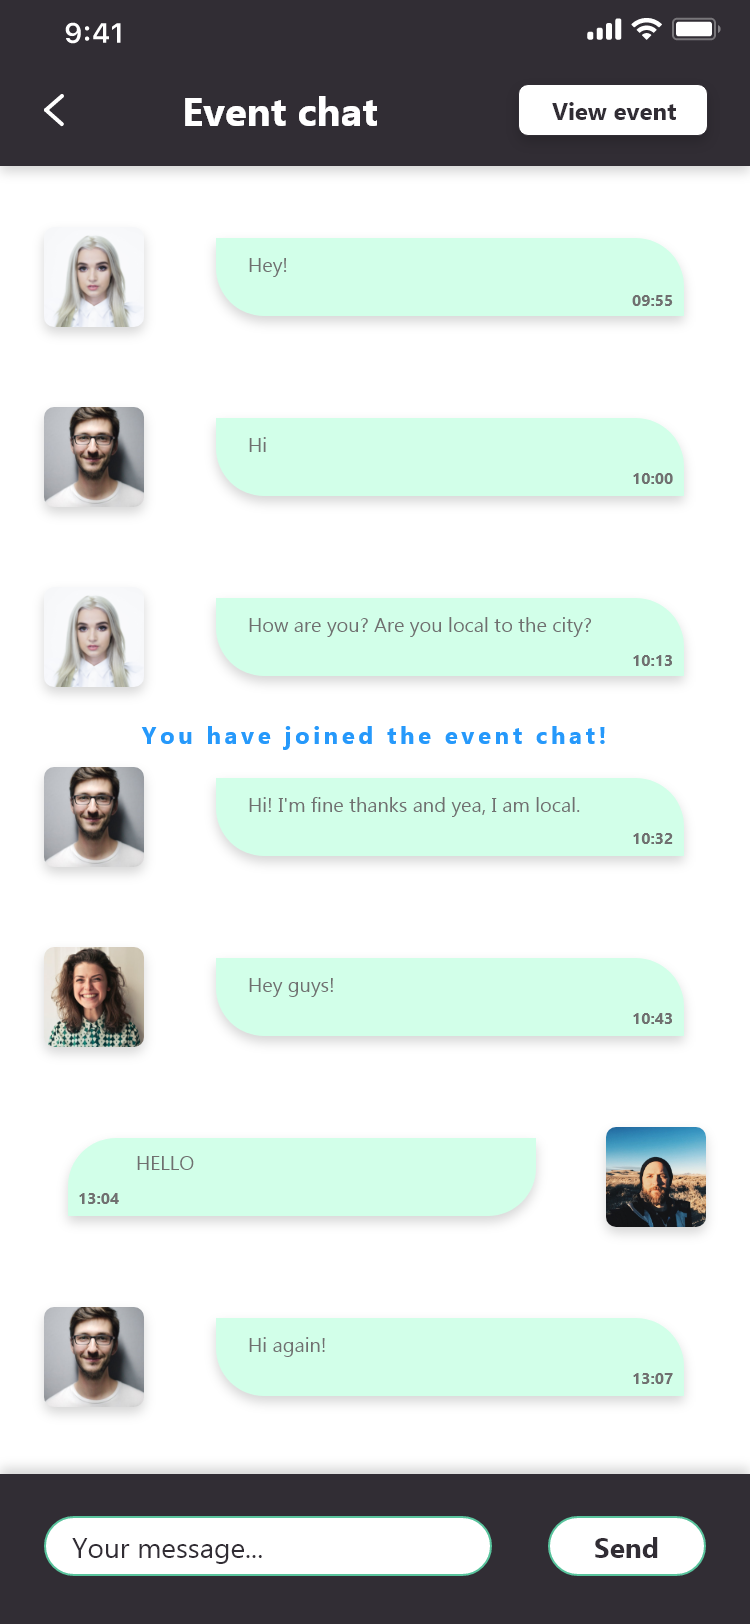 9:41
Event chat
View event
Hey!
09:55
Hi
10:00
How are you? Are you local to the city?
10:13
You have joined the event chat!
Hi! I'm fine thanks and yea, I am local.
10:32
Hey guys!
10:43
HELLO
13:04
Hi again!
13:07
Your message...
Send